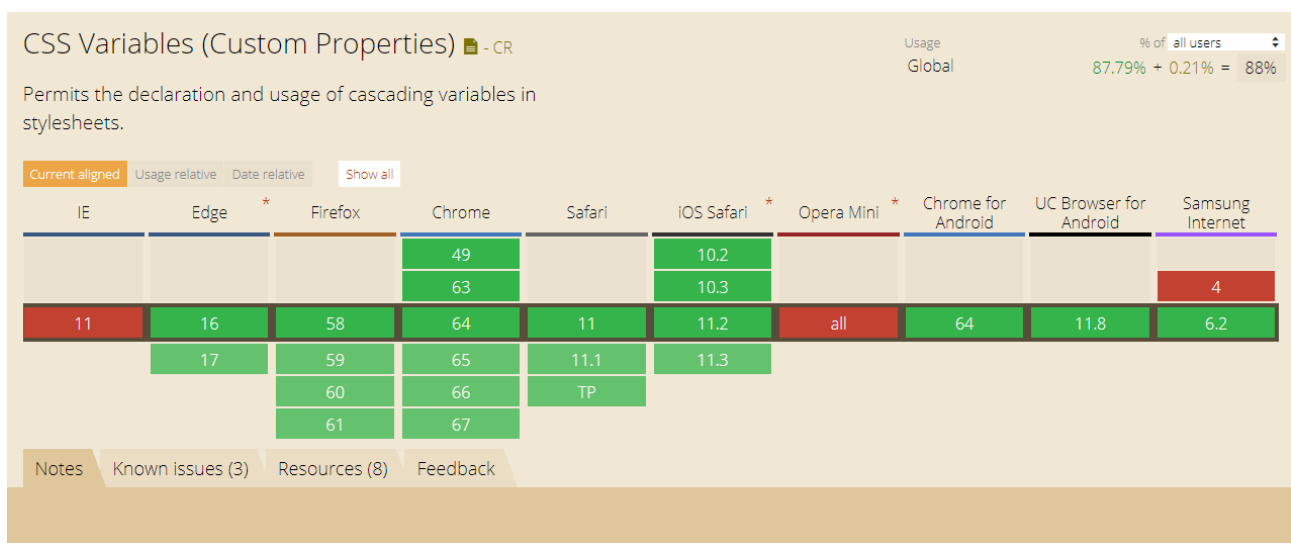 CSS Variables (Custom Properties) - CR
Usage % of all users
Global 87.79% + 0.21% = 88%
Permits the declaration and usage of cascading variables in
stylesheets.
Current aligned Usage relative Date relative Show all
IE Edge * Firefox Chrome Safari iOS Safari * Opera Mini * Chrome for Android UC Browser for Android Samsung Internet
49 10.2
63 10.3 4
11 16 58 64 11 11.2 all 64 11.8 6.2
17 59 65 11.1 11.3
60 66 TP
61 67
Notes Known issues (3) Resources (8) Feedback